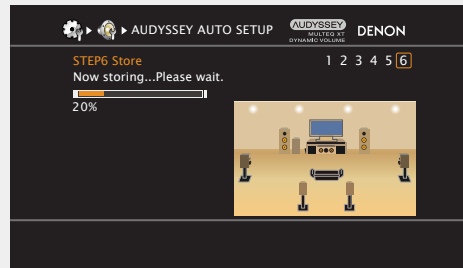 AUDYSSEY AUTO SETUP
AUDYSSEY
MULTEQ XT
DYNAMIC VOLUME
DENON
STEP6 Store
1 2 3 4 5 6
Now storing...Please wait.
20%